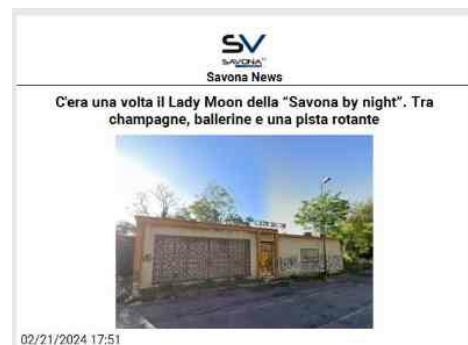 SV
SAVONA
Savona News
C'era una volta il Lady Moon della “Savona by night”. Tra
champagne, ballerine e una pista rotante
02/21/2024 17:51